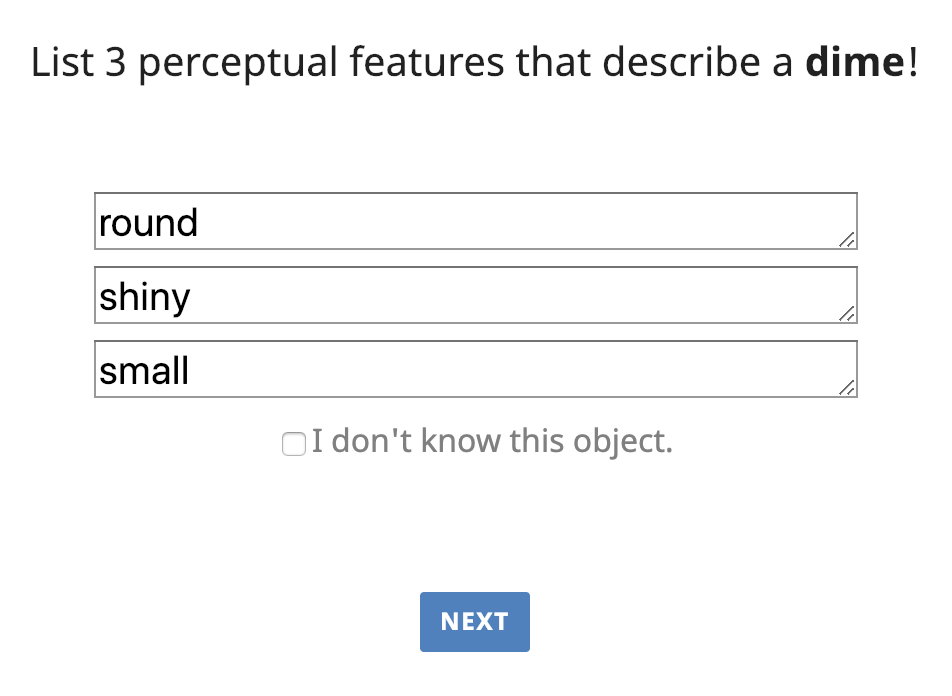 List 3 perceptual features that describe a dime!
round
shiny
small
I don't know this object.
NEXT